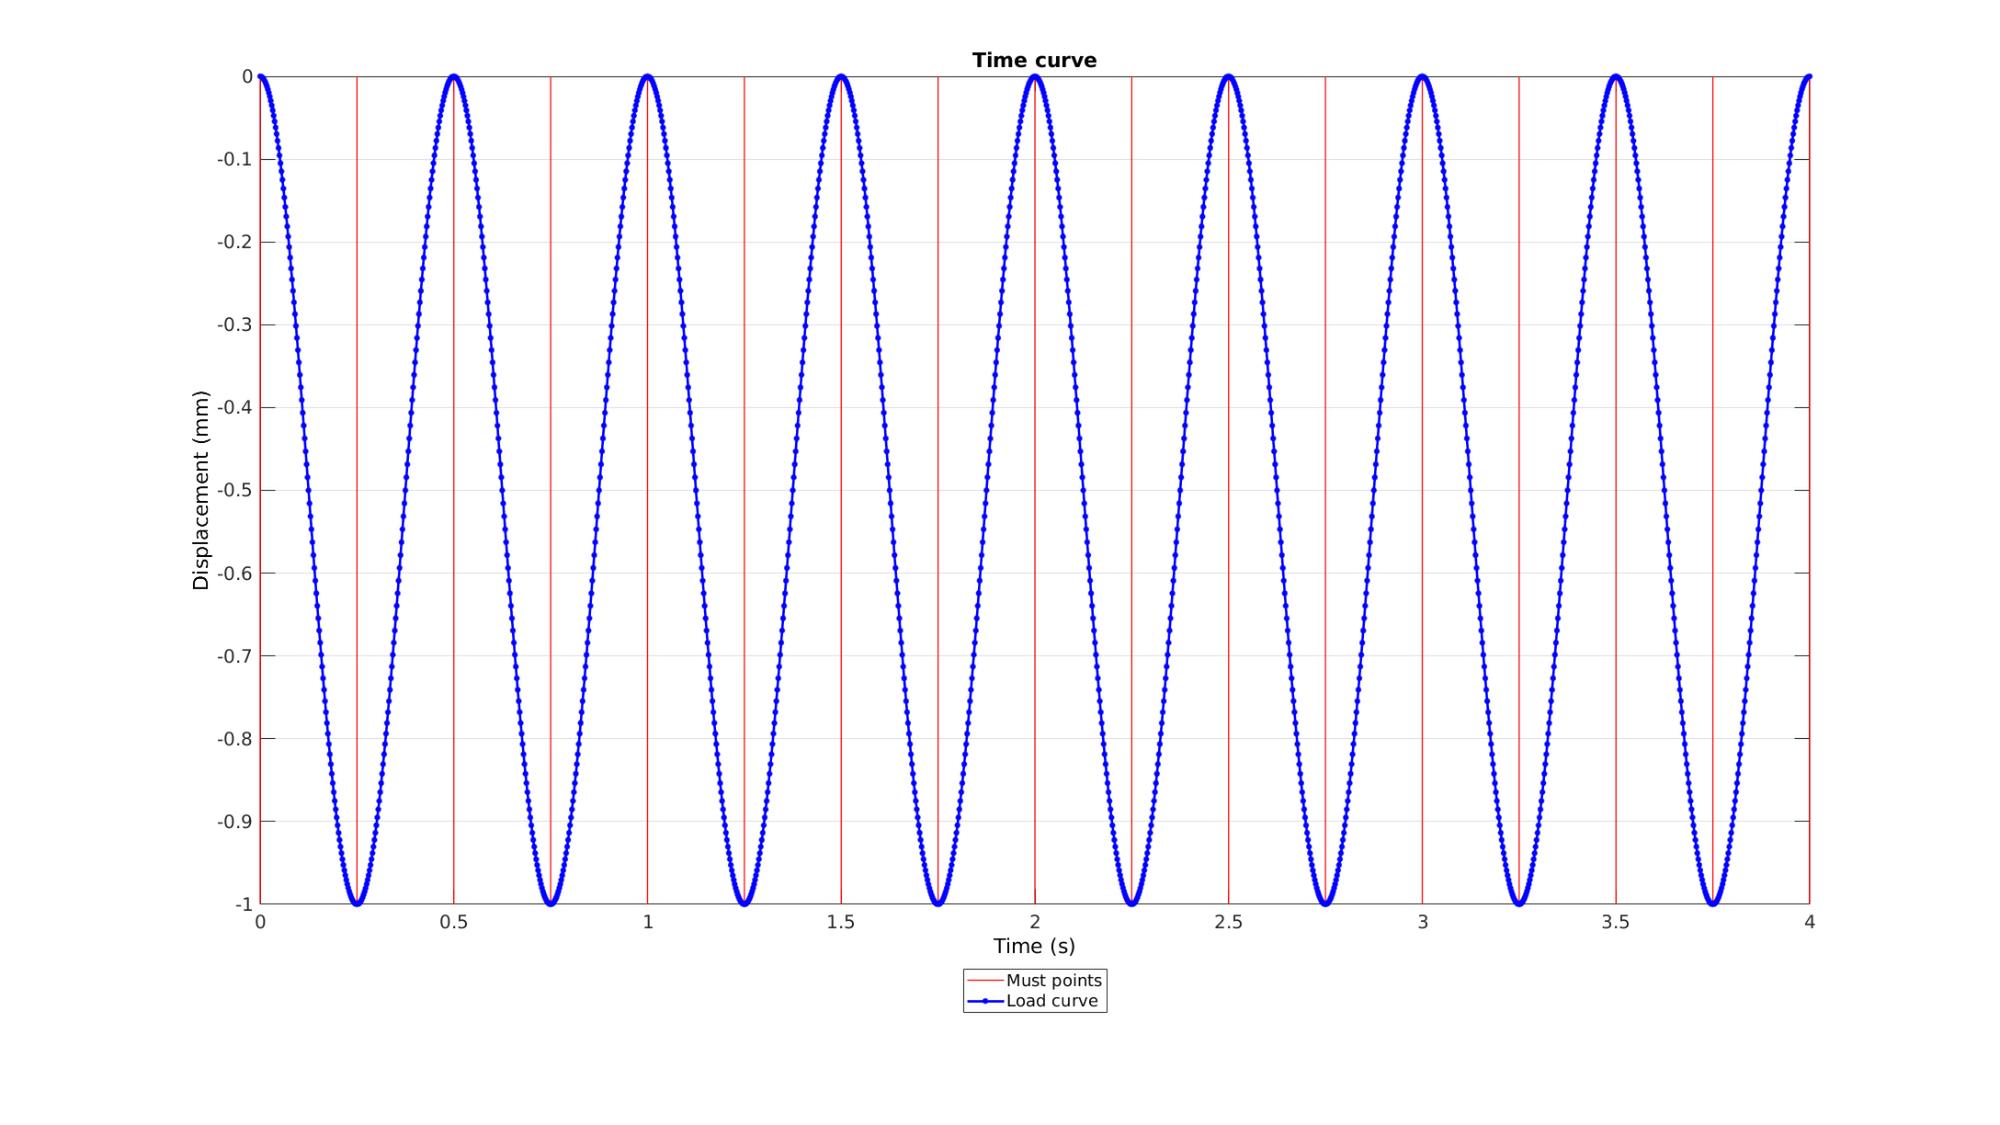 Time curve
0
-0.1
-0.2
-0.3
-0.4
-0.5
-0.6
-0.7
-0.8
-0.9
-1
Displacement (mm)
0 0.5 1 1.5 2 2.5 3 3.5 4
Time (s)
Must points
Load curve